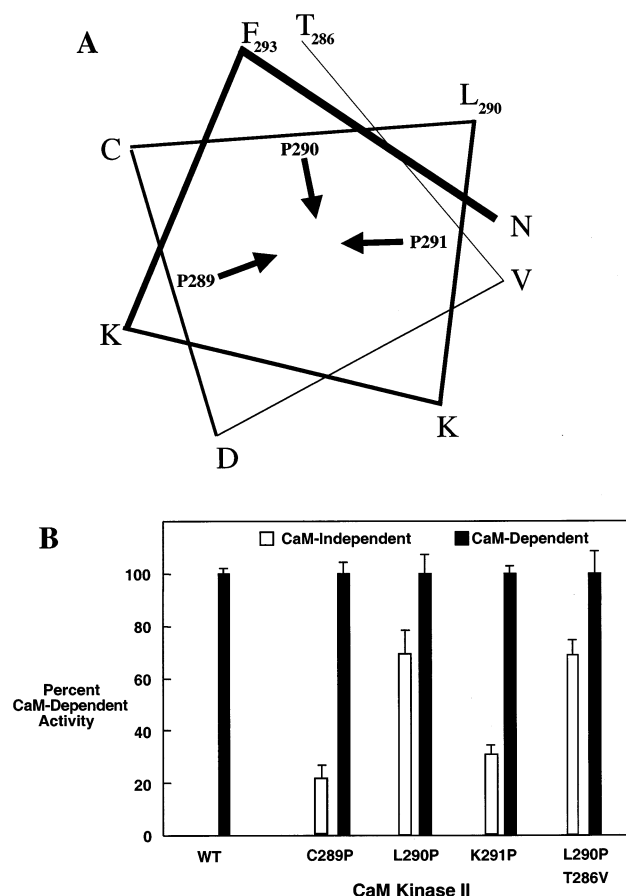 A
F293
T286
L290
C
P290
N
P291
V
P289
K
K
D
B
CaM-Independent
CaM-Dependent
100
80
60
40
20
0
Percent
CaM-Dependent
Activity
WT
C289P
L290P
K291P
L290P
T286V
CaM Kinase II